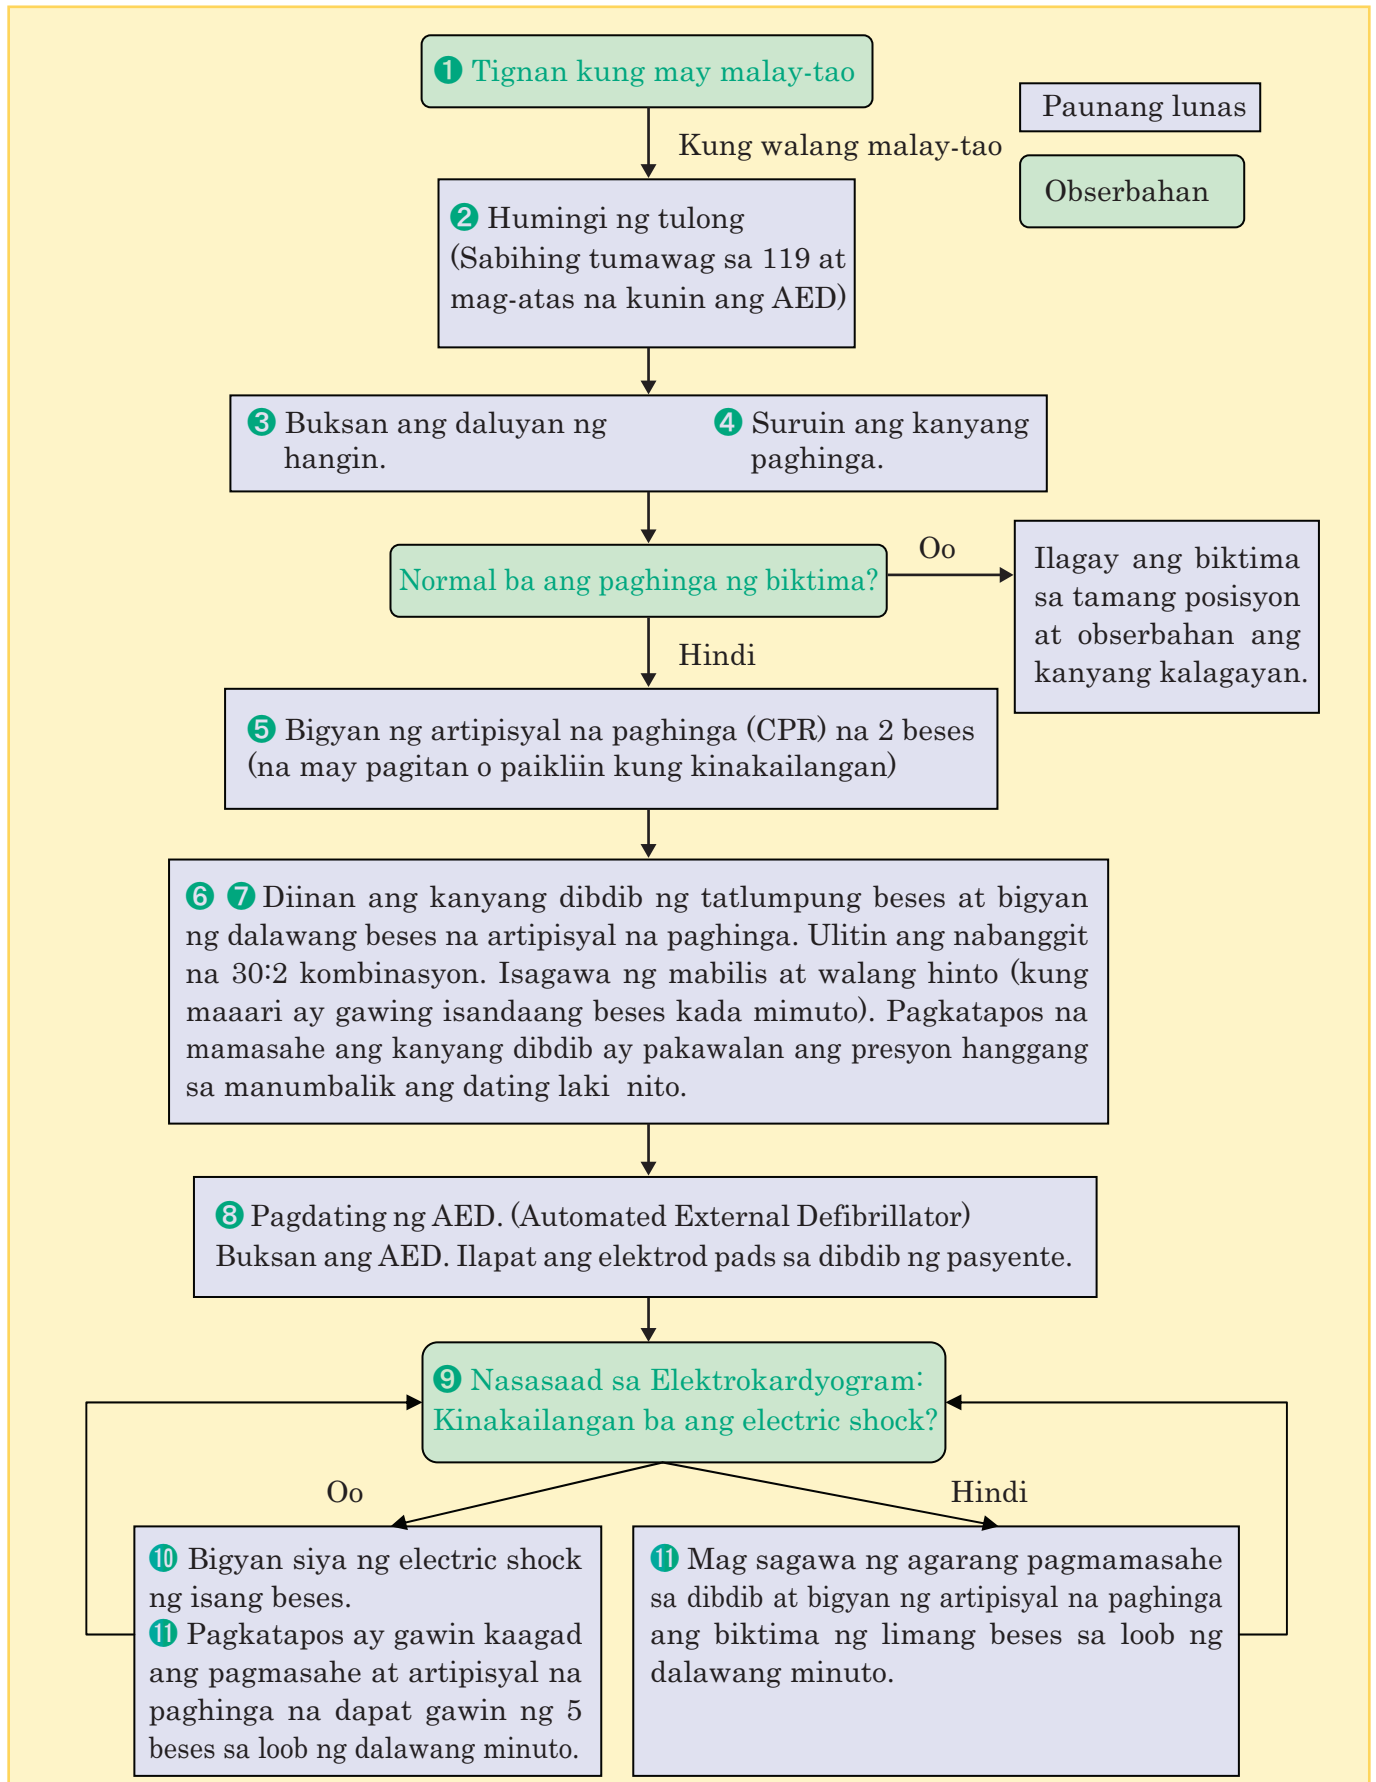 ❶ Tignan kung may malay-tao
Paunang lunas
Kung walang malay-tao
Obserbahan
❷ Humingi ng tulong
(Sabihing tumawag sa 119 at
mag-atas na kunin ang AED)
❸ Buksan ang daluyan ng
hangin.
❹ Suruin ang kanyang
paghinga.
Normal ba ang paghinga ng biktima?
Oo
Ilagay ang biktima
sa tamang posisyon
at obserbahan ang
kanyang kalagayan.
Hindi
❺ Bigyan ng artipisyal na paghinga (CPR) na 2 beses
(na may pagitan o paikliin kung kinakailangan)
❻ ❼ Diinan ang kanyang dibdib ng tatlumpung beses at bigyan
ng dalawang beses na artipisyal na paghinga. Ulitin ang nabanggit
na 30:2 kombinasyon. Isagawa ng mabilis at walang hinto (kung
maaari ay gawing isandaang beses kada mimuto). Pagkatapos na
mamasahe ang kanyang dibdib ay pakawalan ang presyon hanggang
sa manumbalik ang dating laki nito.
❽ Pagdating ng AED. (Automated External Defibrillator)
Buksan ang AED. Ilapat ang elektrod pads sa dibdib ng pasyente.
❾ Nasasaad sa Elektrokardyogram:
Kinakailangan ba ang electric shock?
Oo
Hindi
❿ Bigyan siya ng electric shock
ng isang beses.
⓫ Pagkatapos ay gawin kaagad
ang pagmasahe at artipisyal na
paghinga na dapat gawin ng 5
beses sa loob ng dalawang minuto.
⓫ Mag sagawa ng agarang pagmamasahe
sa dibdib at bigyan ng artipisyal na paghinga
ang biktima ng limang beses sa loob ng
dalawang minuto.